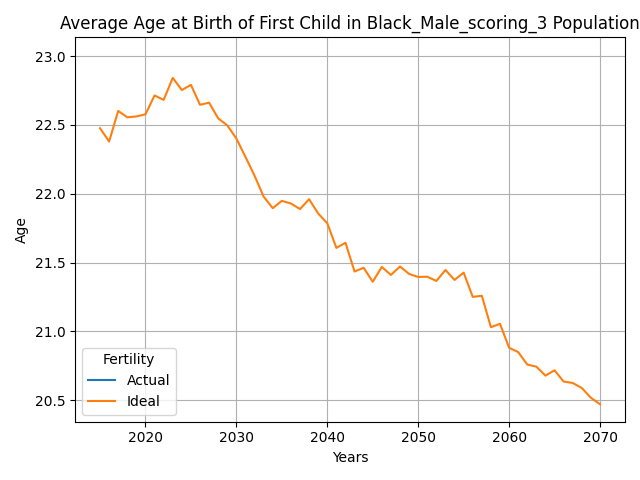 Average Age at Birth of First Child in Black_Male_scoring_3 Population
23.0
22.5
22.0
21.5
21.0
20.5
Age
Fertility
Actual
Ideal
2020 2030 2040 2050 2060 2070
Years